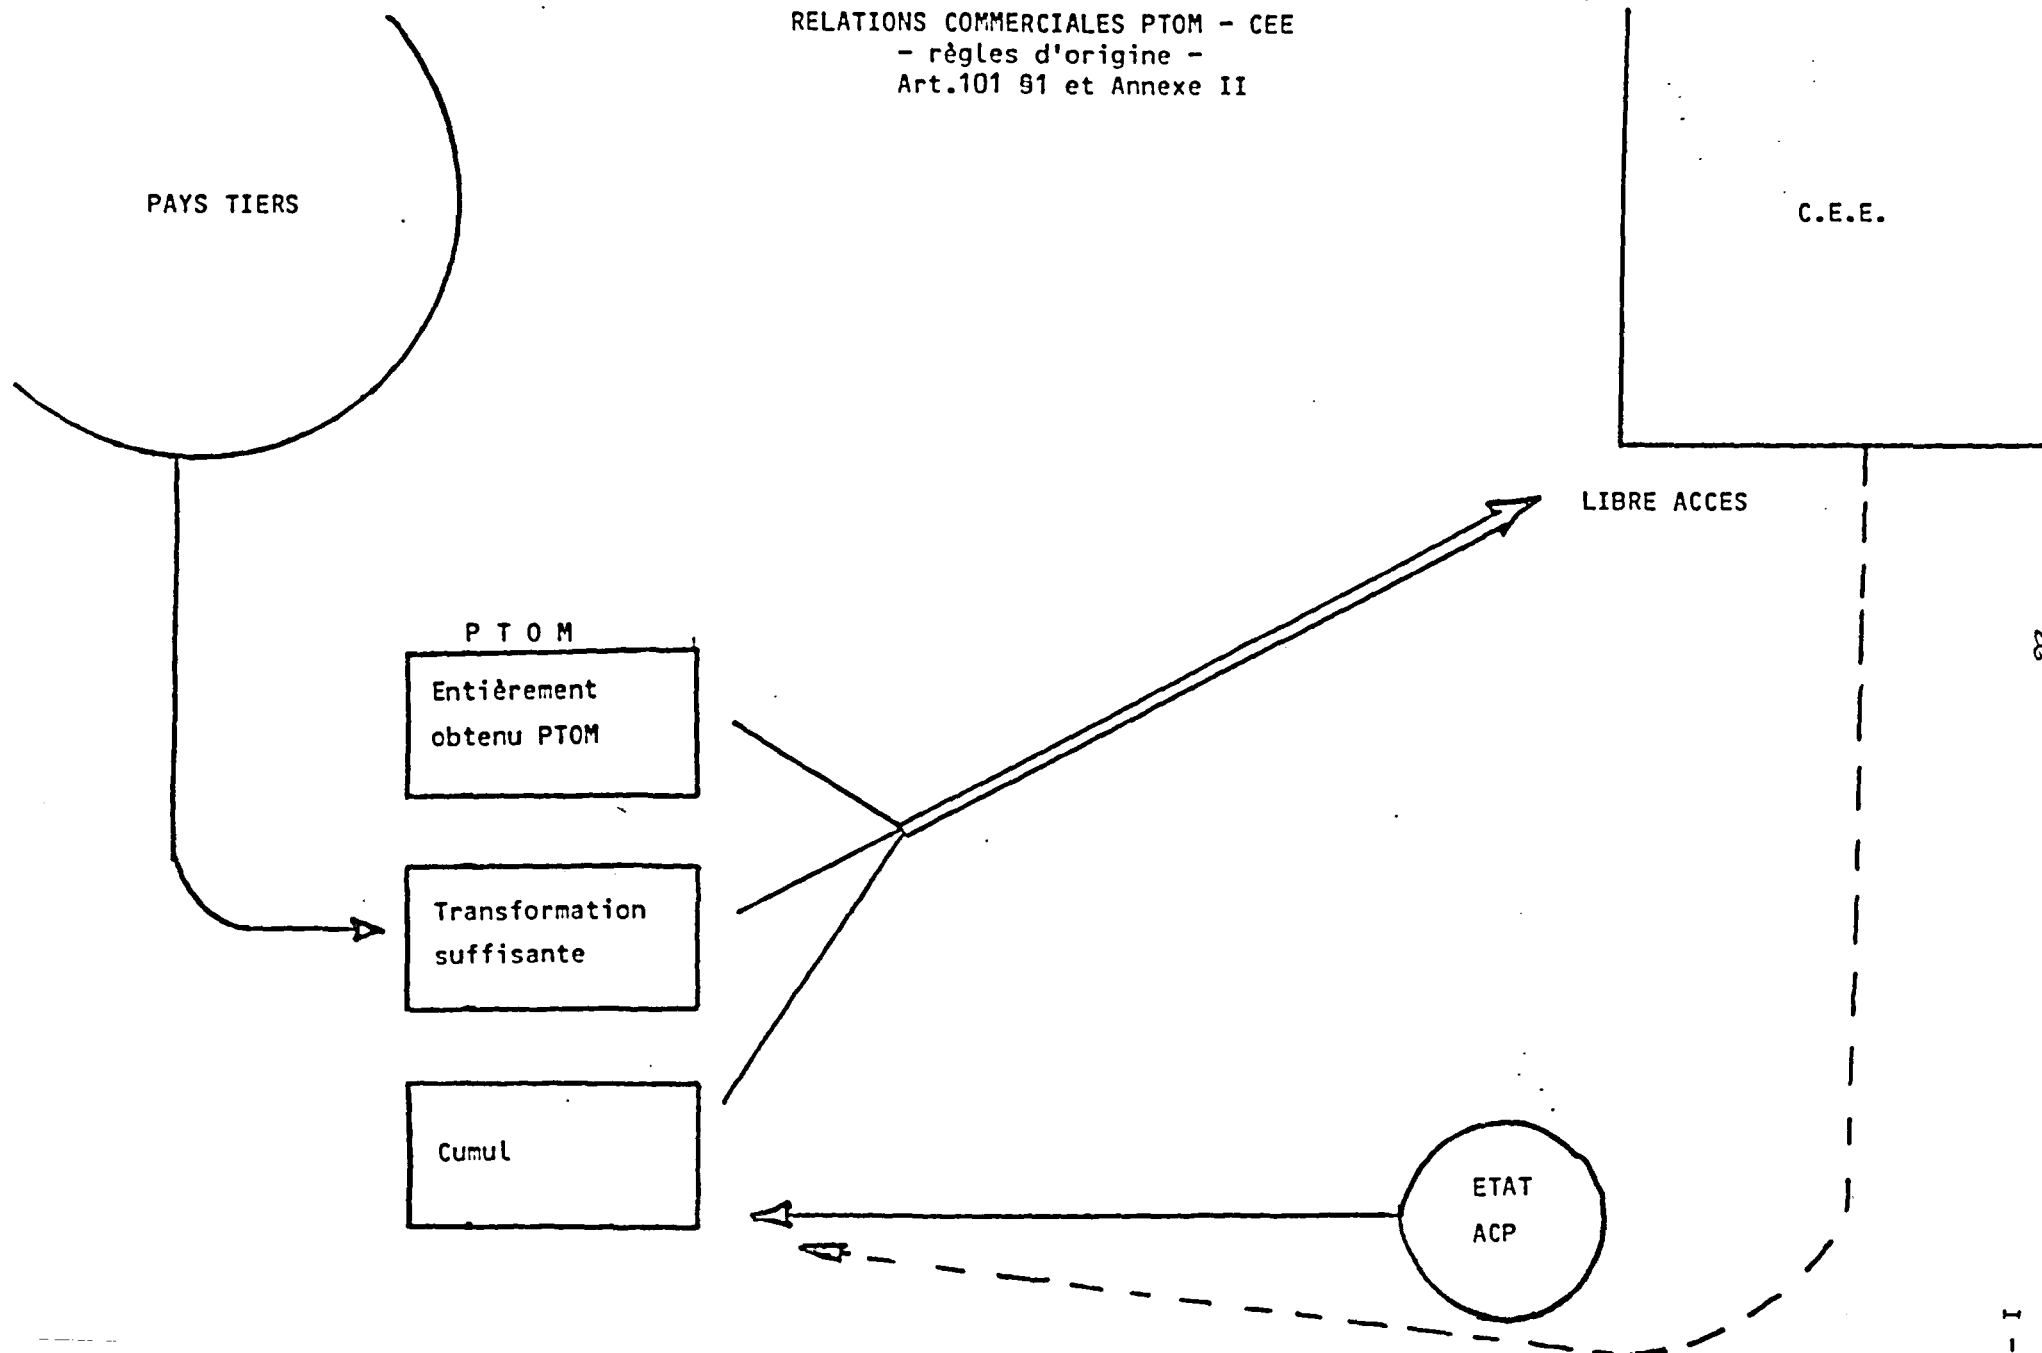 RELATIONS COMMERCIALES PTOM - CEE
- règles d'origine -
Art.101 §1 et Annexe II
PAYS TIERS
C.E.E.
LIBRE ACCES
P T O M
Entièrement
obtenu PTOM
Transformation
suffisante
Cumul
ETAT
ACP